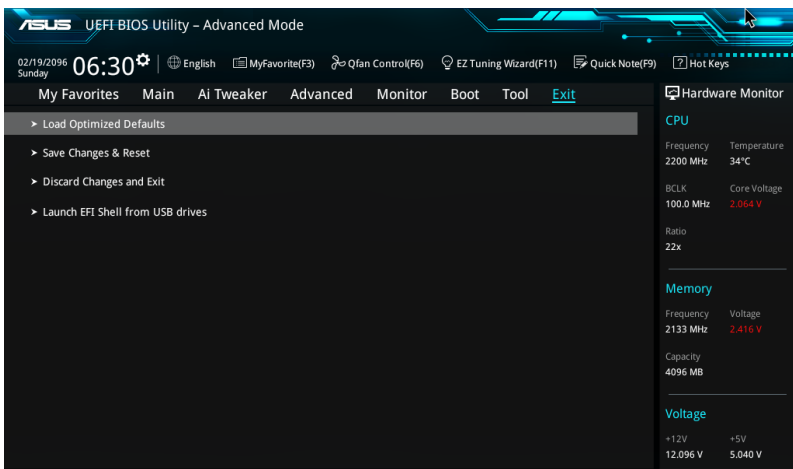 ASUS UEFI BIOS Utility – Advanced Mode
02/19/2096
Sunday
06:30
English MyFavorite(F3) Qfan Control(F6) EZ Tuning Wizard(F11) Quick Note(F9) ? Hot Keys
My Favorites Main Ai Tweaker Advanced Monitor Boot Tool Exit
➤ Load Optimized Defaults
➤ Save Changes & Reset
➤ Discard Changes and Exit
➤ Launch EFI Shell from USB drives
Hardware Monitor
CPU
Frequency Temperature
2200 MHz 34°C
BCLK Core Voltage
100.0 MHz 2.064 V
Ratio
22x
Memory
Frequency Voltage
2133 MHz 2.416 V
Capacity
4096 MB
Voltage
+12V +5V
12.096 V 5.040 V